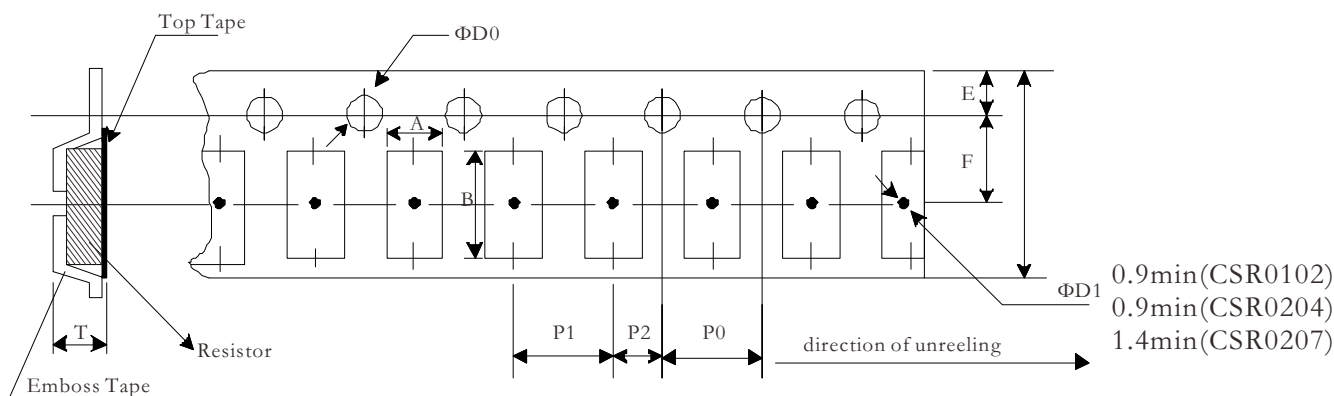 Top Tape
ΦD0
E
A
F
B
ΦD1
0.9min(CSR0102)
0.9min(CSR0204)
1.4min(CSR0207)
T
P1
P2
P0
direction of unreeling
Resistor
Emboss Tape